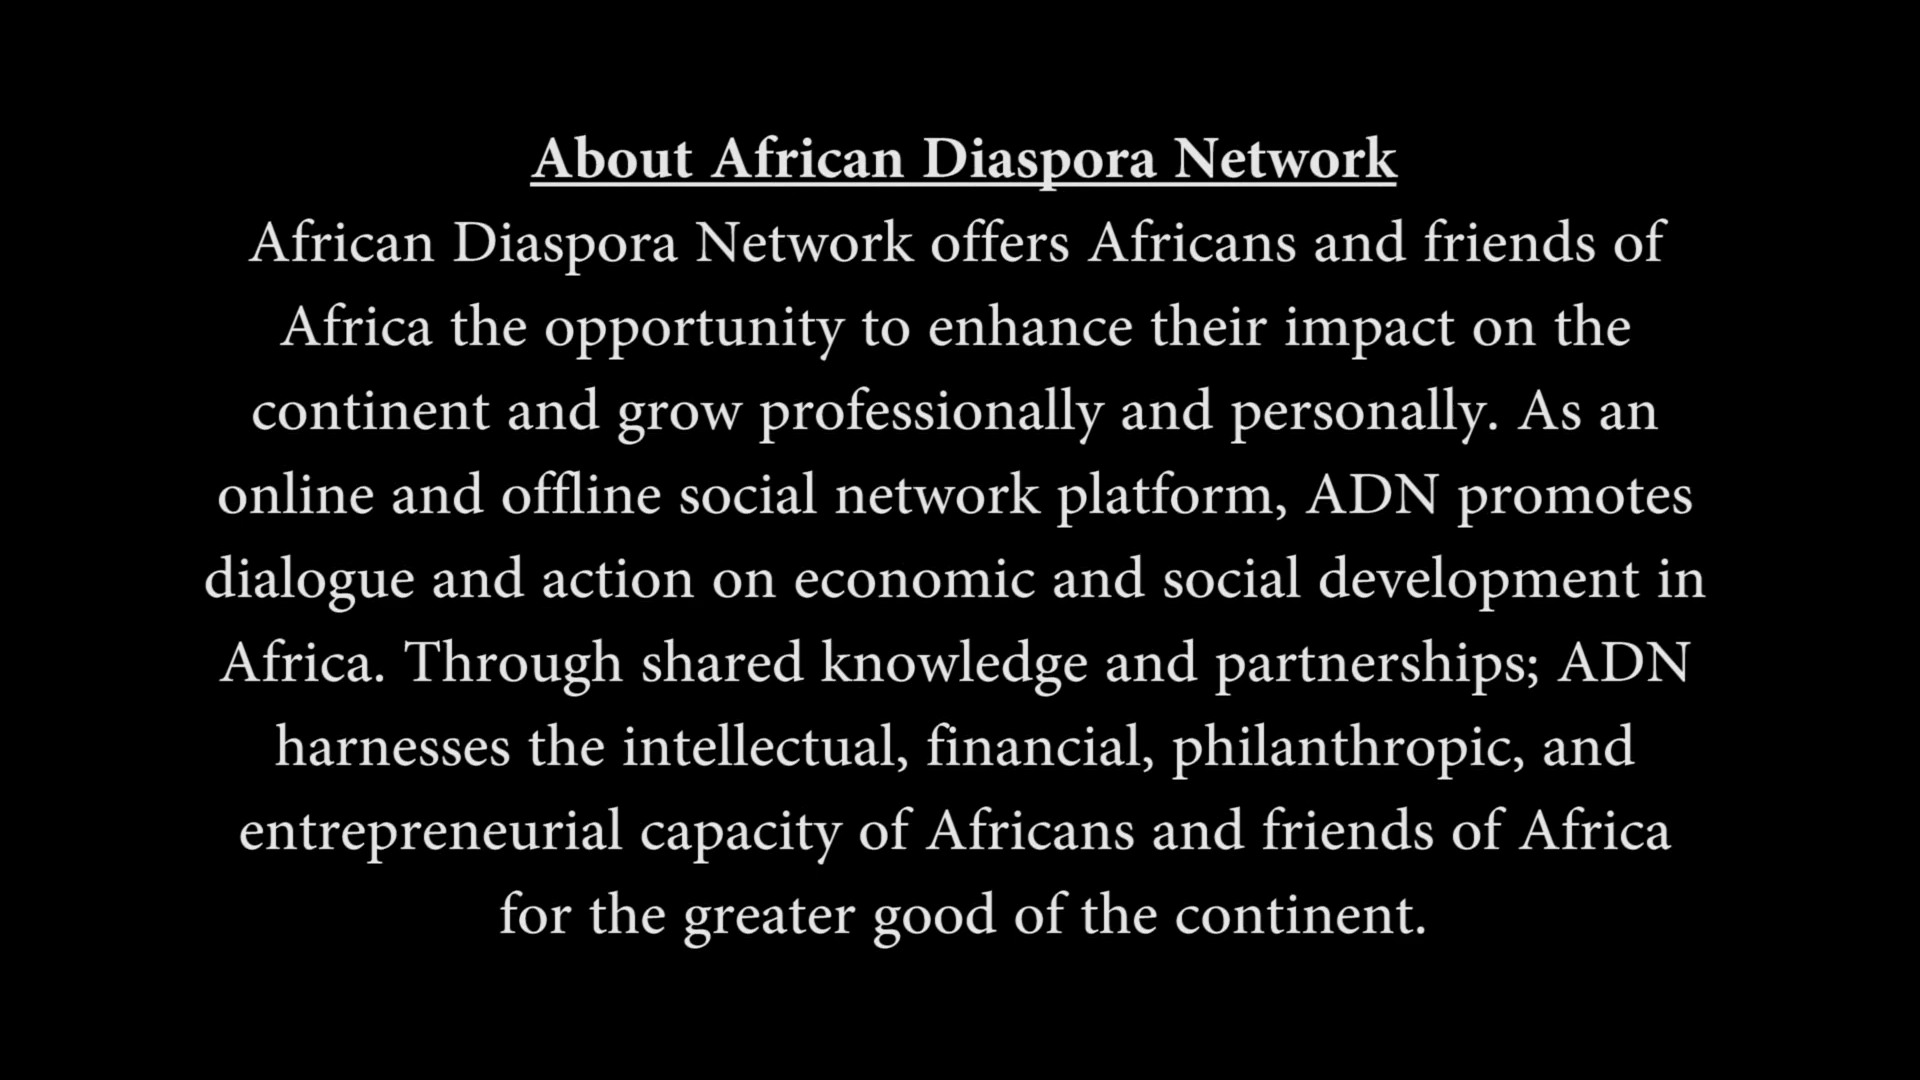 About African Diaspora Network
African Diaspora Network offers Africans and friends of
Africa the opportunity to enhance their impact on the
continent and grow professionally and personally. As an
online and offline social network platform, ADN promotes
dialogue and action on economic and social development in
Africa. Through shared knowledge and partnerships; ADN
harnesses the intellectual, financial, philanthropic, and
entrepreneurial capacity of Africans and friends of Africa
for the greater good of the continent.